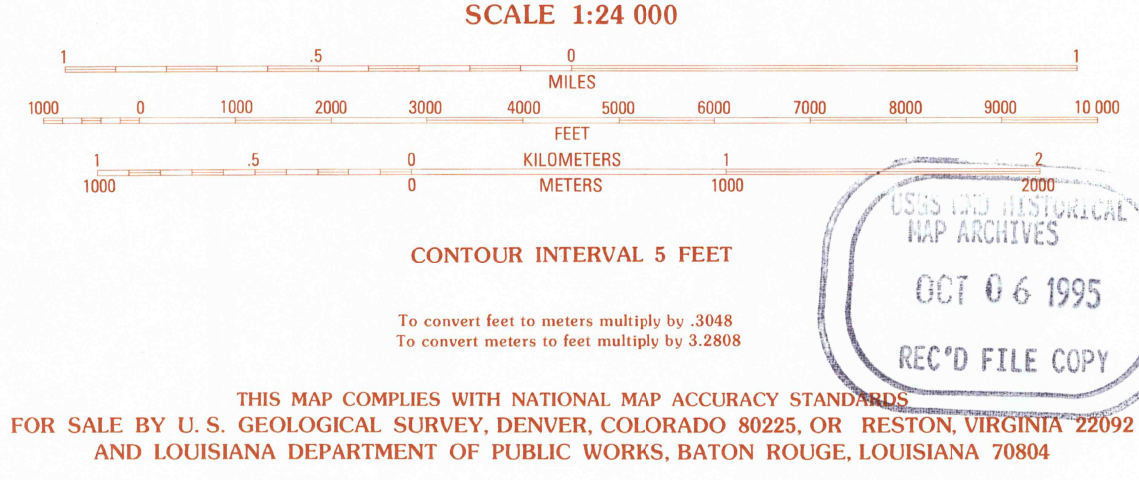 SCALE 1:24 000
1 .5 0 1
MILES
1000 0 1000 2000 3000 4000 5000 6000 7000 8000 9000 10 000
FEET
1 .5 0 KILOMETERS 1 2
1000 0 METERS 1000 2000
CONTOUR INTERVAL 5 FEET
To convert feet to meters multiply by .3048
To convert meters to feet multiply by 3.2808
USGS HISTORICAL
MAP ARCHIVES
OCT 06 1995
REC'D FILE COPY
THIS MAP COMPLIES WITH NATIONAL MAP ACCURACY STANDARDS
FOR SALE BY U. S. GEOLOGICAL SURVEY, DENVER, COLORADO 80225, OR RESTON, VIRGINIA 22092
AND LOUISIANA DEPARTMENT OF PUBLIC WORKS, BATON ROUGE, LOUISIANA 70804